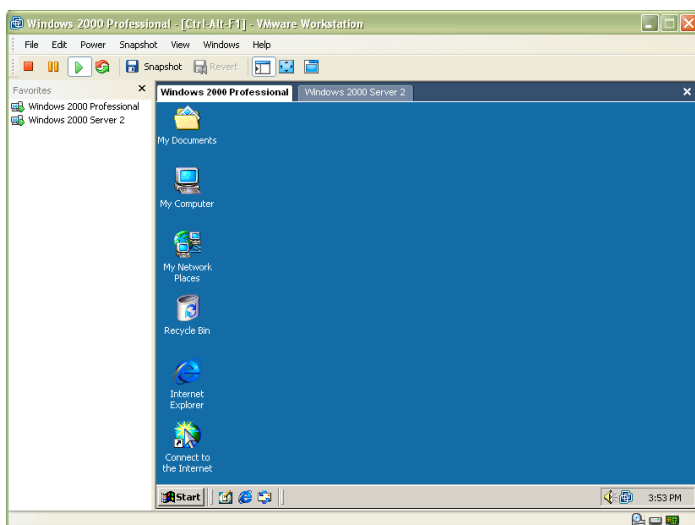 Windows 2000 Professional - [Ctrl-Alt-F1] - VMware Workstation
File Edit Power Snapshot View Windows Help
Snapshot Revert
Favorites
Windows 2000 Professional
Windows 2000 Server 2
Windows 2000 Professional Windows 2000 Server 2
My Documents
My Computer
My Network
Places
Recycle Bin
Internet
Explorer
Connect to
the Internet
Start 3:53 PM